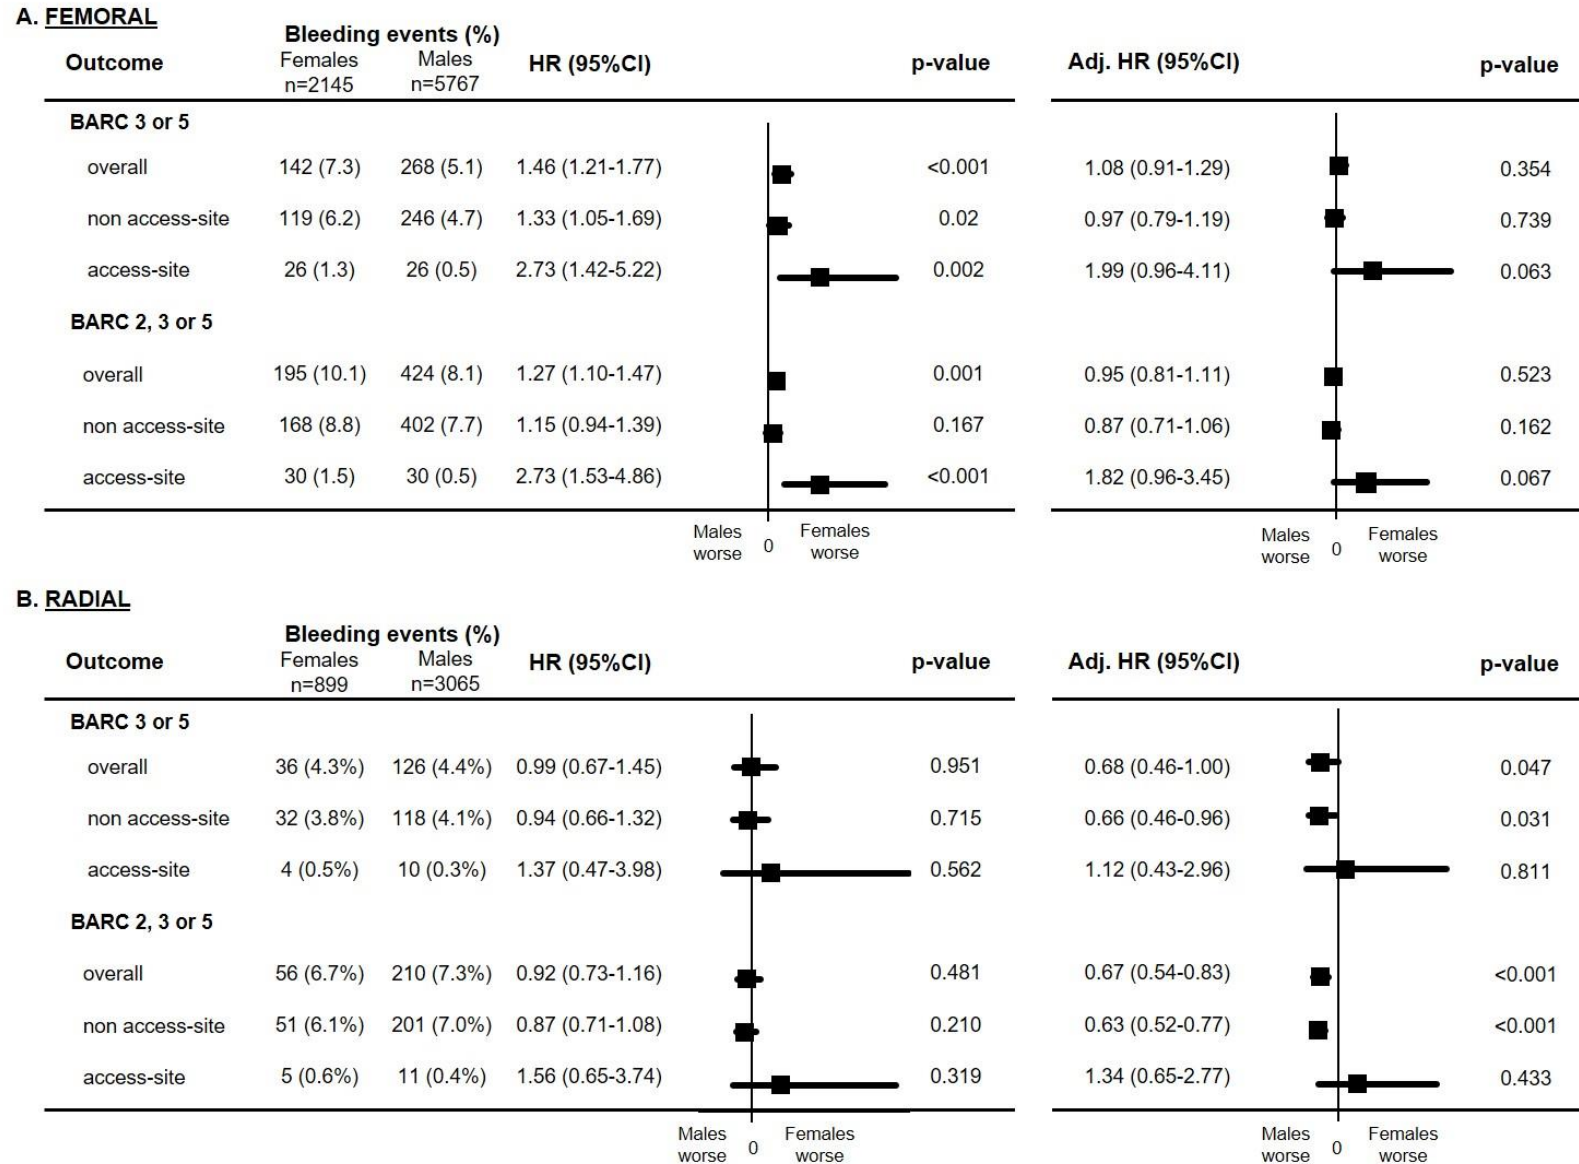 A. FEMORAL
Bleeding events (%)
Outcome Females Males HR (95%CI) p-value Adj. HR (95%CI) p-value
n=2145 n=5767
BARC 3 or 5
overall 142 (7.3) 268 (5.1) 1.46 (1.21-1.77) <0.001 1.08 (0.91-1.29) 0.354
non access-site 119 (6.2) 246 (4.7) 1.33 (1.05-1.69) 0.02 0.97 (0.79-1.19) 0.739
access-site 26 (1.3) 26 (0.5) 2.73 (1.42-5.22) 0.002 1.99 (0.96-4.11) 0.063
BARC 2, 3 or 5
overall 195 (10.1) 424 (8.1) 1.27 (1.10-1.47) 0.001 0.95 (0.81-1.11) 0.523
non access-site 168 (8.8) 402 (7.7) 1.15 (0.94-1.39) 0.167 0.87 (0.71-1.06) 0.162
access-site 30 (1.5) 30 (0.5) 2.73 (1.53-4.86) <0.001 1.82 (0.96-3.45) 0.067
Males Females Males Females
worse 0 worse worse 0 worse
B. RADIAL
Bleeding events (%)
Outcome Females Males HR (95%CI) p-value Adj. HR (95%CI) p-value
n=899 n=3065
BARC 3 or 5
overall 36 (4.3%) 126 (4.4%) 0.99 (0.67-1.45) 0.951 0.68 (0.46-1.00) 0.047
non access-site 32 (3.8%) 118 (4.1%) 0.94 (0.66-1.32) 0.715 0.66 (0.46-0.96) 0.031
access-site 4 (0.5%) 10 (0.3%) 1.37 (0.47-3.98) 0.562 1.12 (0.43-2.96) 0.811
BARC 2, 3 or 5
overall 56 (6.7%) 210 (7.3%) 0.92 (0.73-1.16) 0.481 0.67 (0.54-0.83) <0.001
non access-site 51 (6.1%) 201 (7.0%) 0.87 (0.71-1.08) 0.210 0.63 (0.52-0.77) <0.001
access-site 5 (0.6%) 11 (0.4%) 1.56 (0.65-3.74) 0.319 1.34 (0.65-2.77) 0.433
Males Females Males Females
worse 0 worse worse 0 worse